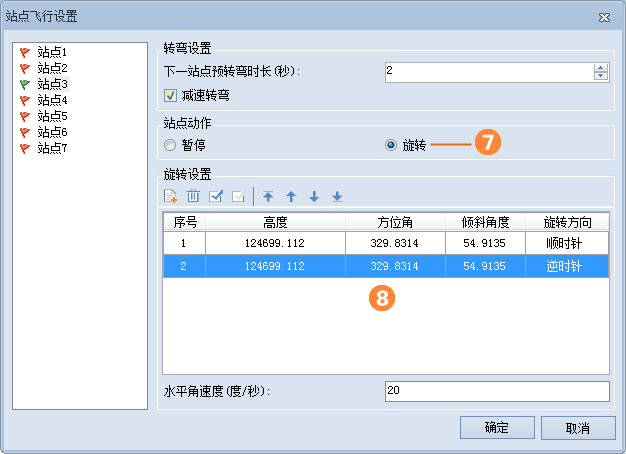 站点飞行设置
站点1
站点2
站点3
站点4
站点5
站点6
站点7
转弯设置
下一站点预转弯时长(秒): 2
减速转弯
站点动作
暂停 旋转 7
旋转设置
序号 高度 方位角 倾斜角度 旋转方向
1 124699.112 329.8314 54.9135 顺时针
2 124699.112 329.8314 54.9135 逆时针
8
水平角速度(度/秒): 20
确定 取消